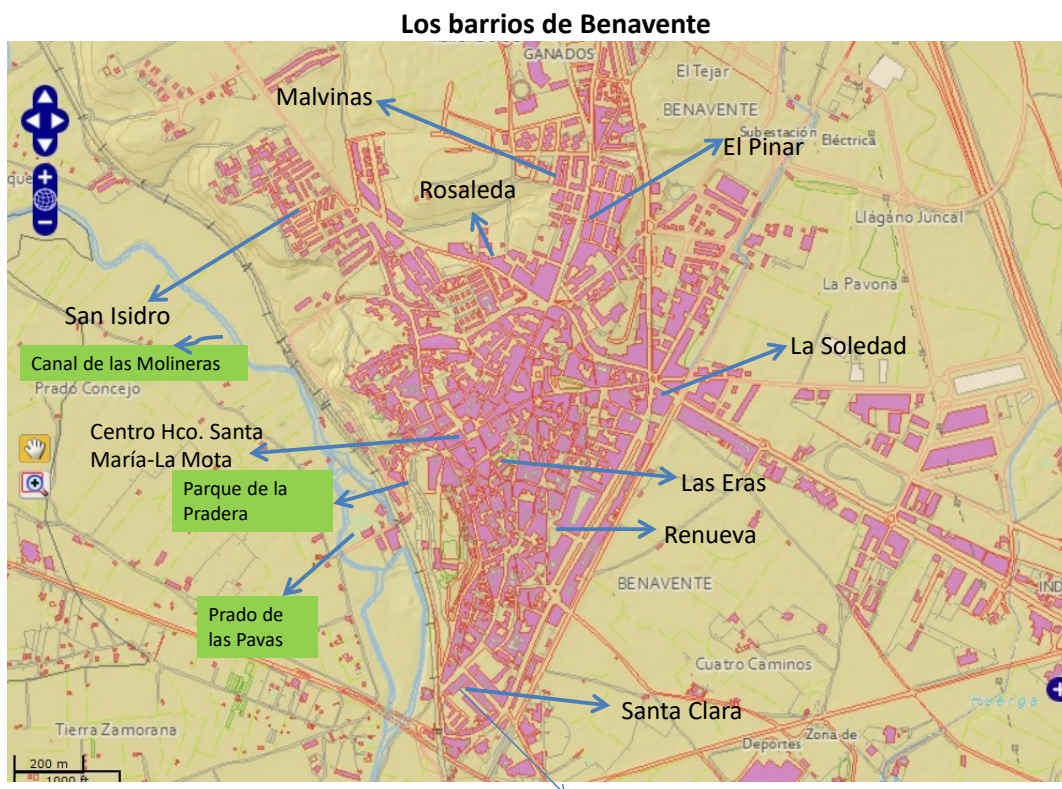 Los barrios de Benavente
GANADOS
El Tejar
Malvinas
BENAVENTE
Subestación
Eléctrica
El Pinar
Rosaleda
Llágano Juncal
La Pavona
San Isidro
La Soledad
Canal de las Molineras
Prado Concejo
Centro Hco. Santa
María-La Mota
Las Eras
Parque de la
Pradera
Renueva
BENAVENTE
IND
Prado de
las Pavas
Cuatro Caminos
Huerga
Santa Clara
Tierra Zamorana
Zona de
Deportes
200 m
1000 ft